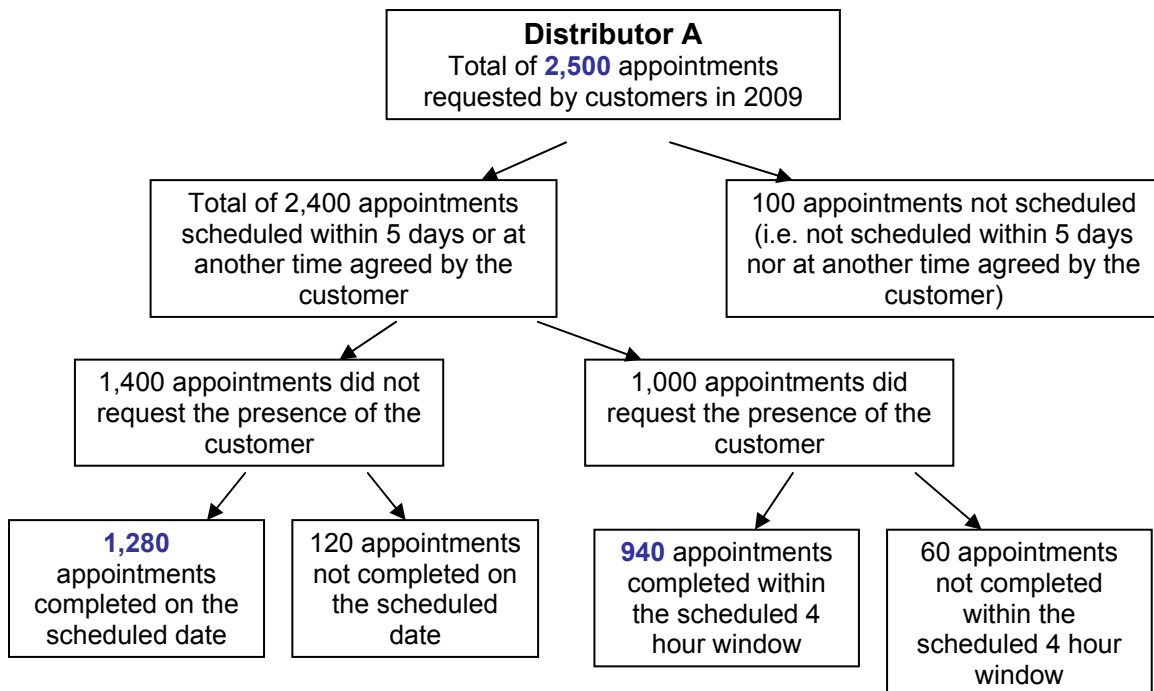 Distributor A
Total of 2,500 appointments
requested by customers in 2009
Total of 2,400 appointments
scheduled within 5 days or at
another time agreed by the
customer
100 appointments not scheduled
(i.e. not scheduled within 5 days
nor at another time agreed by the
customer)
1,400 appointments did not
request the presence of the
customer
1,000 appointments did
request the presence of the
customer
1,280
appointments
completed on the
scheduled date
120 appointments
not completed on
the scheduled
date
940 appointments
completed within
the scheduled 4
hour window
60 appointments
not completed
within the
scheduled 4 hour
window